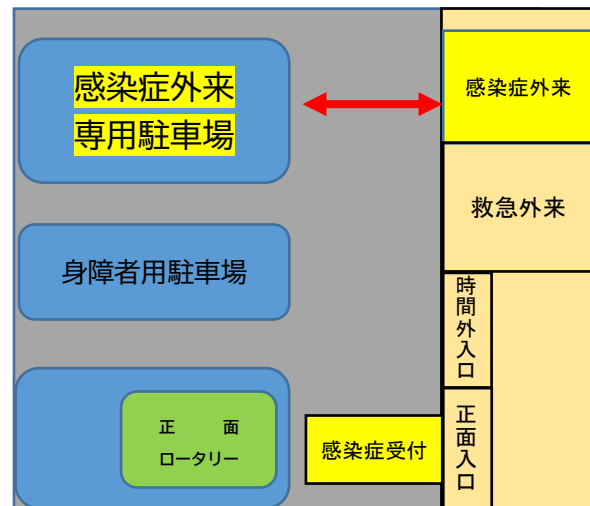 感染症外来
専用駐車場
感染症外来
救急外来
身障者用駐車場
時間外入口
正　面
ロータリー
感染症受付
正面入口